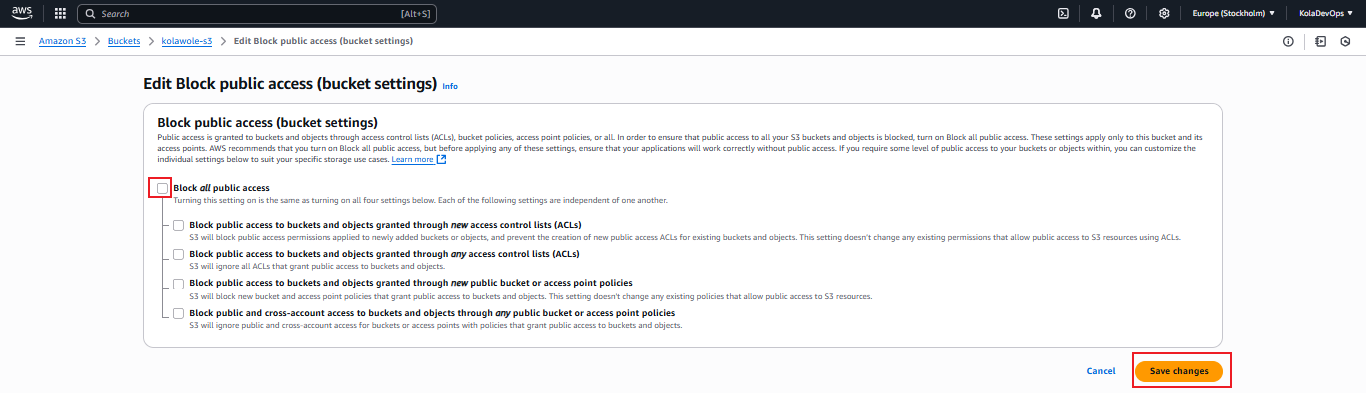 aws Search [Alt+S] Europe (Stockholm) KolaDevOps
Amazon S3 > Buckets > kolawole-s3 > Edit Block public access (bucket settings)
Edit Block public access (bucket settings) Info
Block public access (bucket settings)
Public access is granted to buckets and objects through access control lists (ACLs), bucket policies, access point policies, or all. In order to ensure that public access to all your S3 buckets and objects is blocked, turn on Block all public access. These settings apply only to this bucket and its
access points. AWS recommends that you turn on Block all public access, but before applying any of these settings, ensure that your applications will work correctly without public access. If you require some level of public access to your buckets or objects within, you can customize the
individual settings below to suit your specific storage use cases. Learn more
Block all public access
Turning this setting on is the same as turning on all four settings below. Each of the following settings are independent of one another.
Block public access to buckets and objects granted through new access control lists (ACLs)
S3 will block public access permissions applied to newly added buckets or objects, and prevent the creation of new public access ACLs for existing buckets and objects. This setting doesn't change any existing permissions that allow public access to S3 resources using ACLs.
Block public access to buckets and objects granted through any access control lists (ACLs)
S3 will ignore all ACLs that grant public access to buckets and objects.
Block public access to buckets and objects granted through new public bucket or access point policies
S3 will block new bucket and access point policies that grant public access to buckets and objects. This setting doesn't change any existing policies that allow public access to S3 resources.
Block public and cross-account access to buckets and objects through any public bucket or access point policies
S3 will ignore public and cross-account access for buckets or access points with policies that grant public access to buckets and objects.
Cancel Save changes